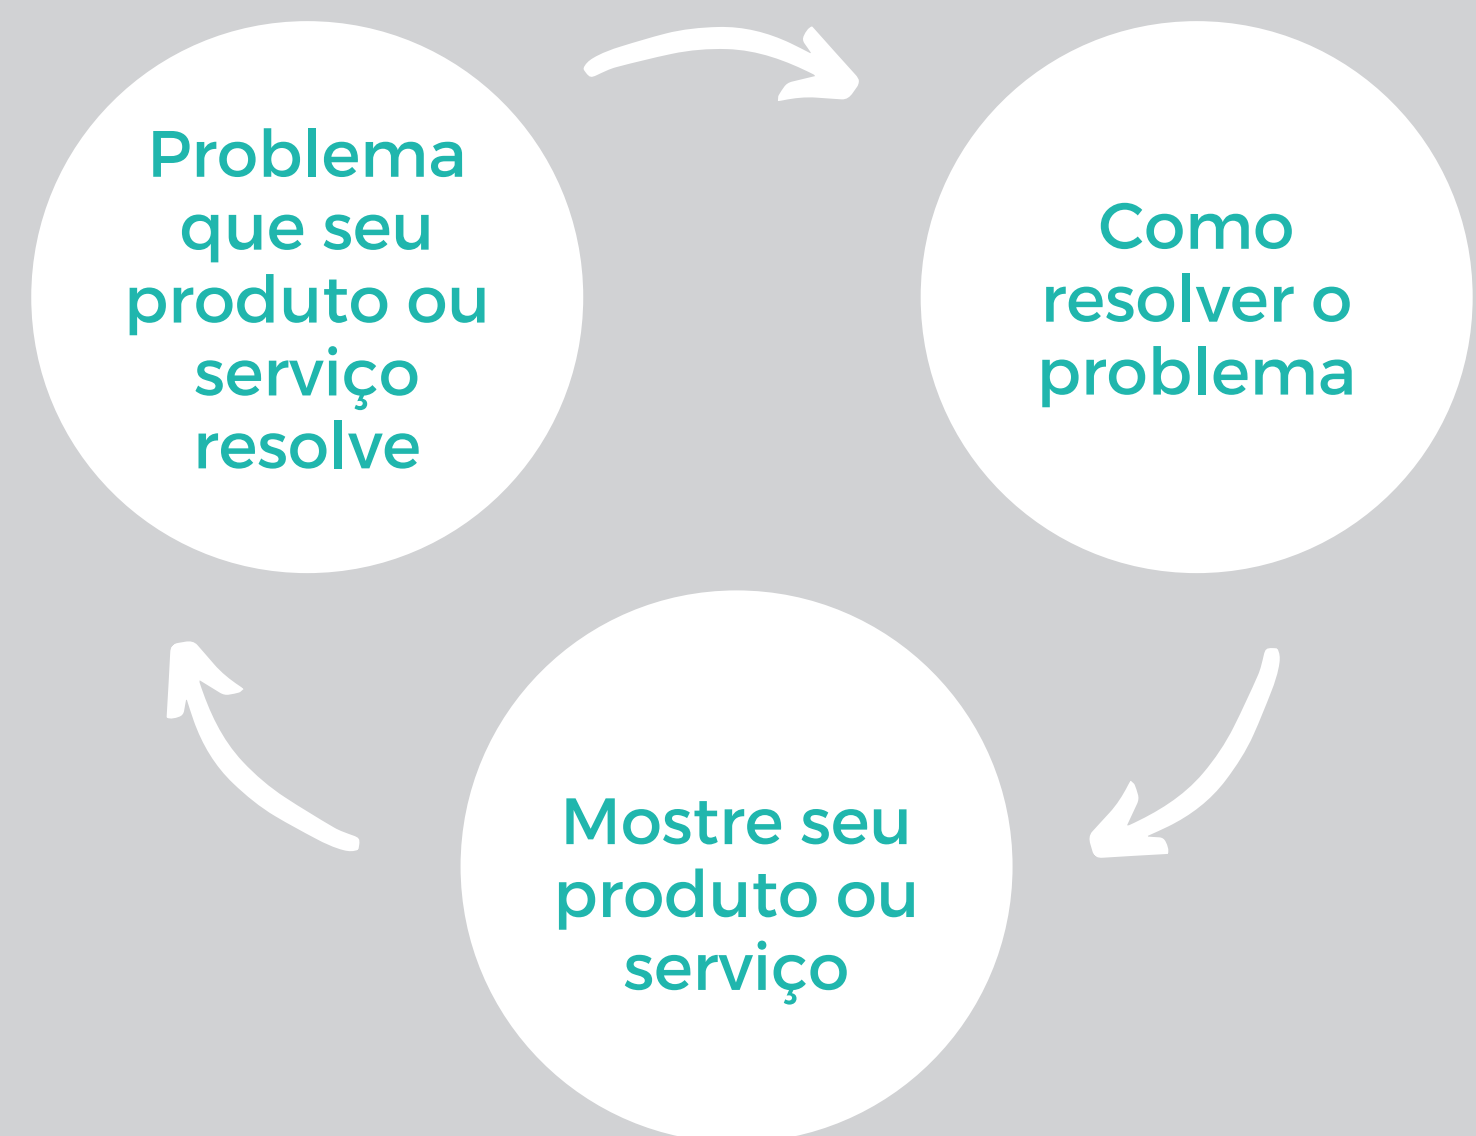 Problema
que seu
produto ou
serviço
resolve
Como
resolver o
problema
Mostre seu
produto ou
serviço